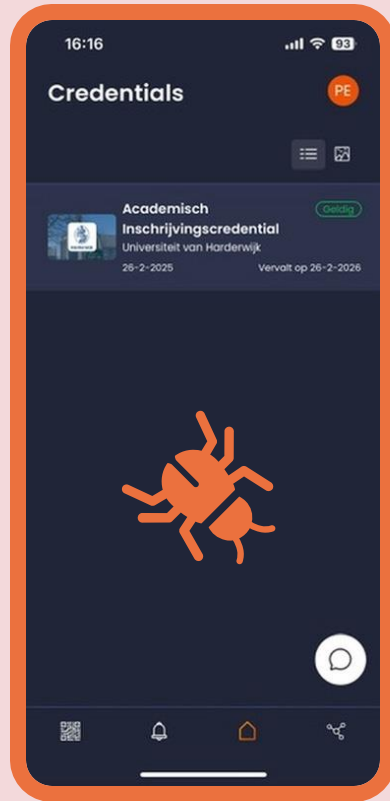 16:16
93
Credentials
PE
Academisch
Geldig
Inschrijvingscredential
Universiteit van Harderwijk
26-2-2025
Vervalt op 26-2-2026